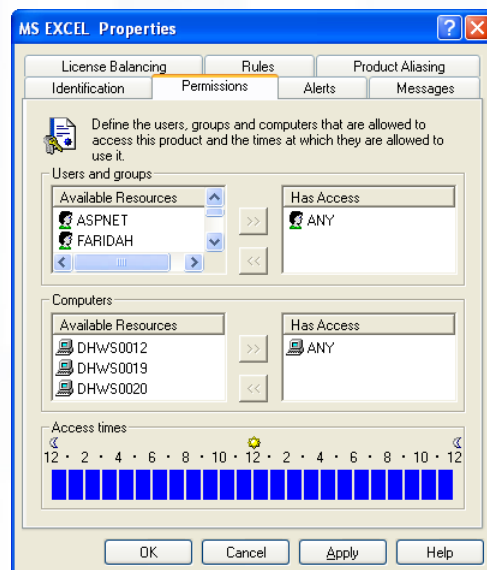 MS EXCEL  Properties
License Balancing Rules Product Aliasing
Identification Permissions Alerts Messages
Define the users, groups and computers that are allowed to
access this product and the times at which they are allowed to
use it.
Users and groups
Available Resources Has Access
ASPNET >> ANY
FARIDAH
<<
Computers
Available Resources Has Access
DHWS0012 >> ANY
DHWS0019
DHWS0020 <<
Access times
12 · 2 · 4 · 6 · 8 · 10 · 12 · 2 · 4 · 6 · 8 · 10 · 12
OK Cancel Apply Help